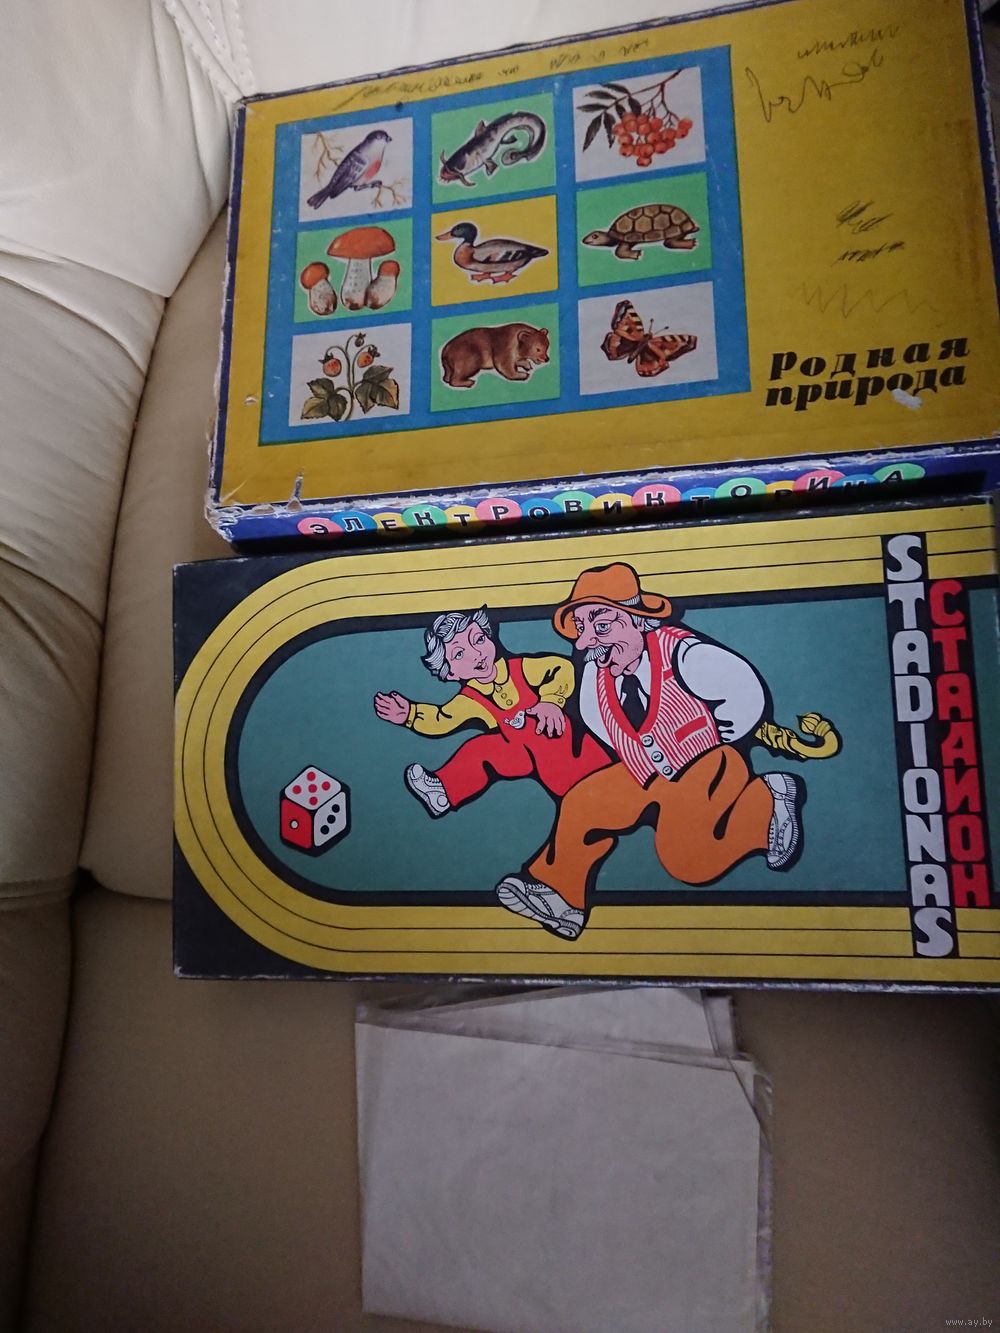 Родная
природа
ЭЛЕКТРОВИКТОРИНА
STADIONAS
СТАДИОН
www.ay.by